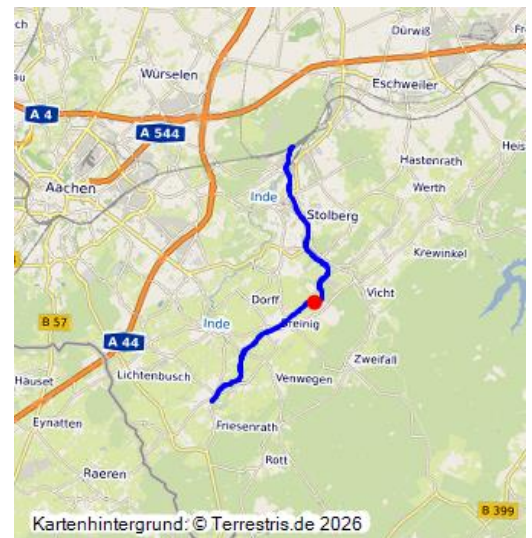 Dürwiß
Würselen
Eschweiler
A 4
A 544
Hastenrath
Heis
Aachen
Werth
Inde
Stolberg
Krewinkel
Dorff
Vicht
B 57
Inde
Breinig
A 44
Zweifall
Hauset
Lichtenbusch
Venwegen
Eynatten
Friesenrath
Raeren
Rott
B 399
Kartenhintergrund: © Terrestris.de 2026